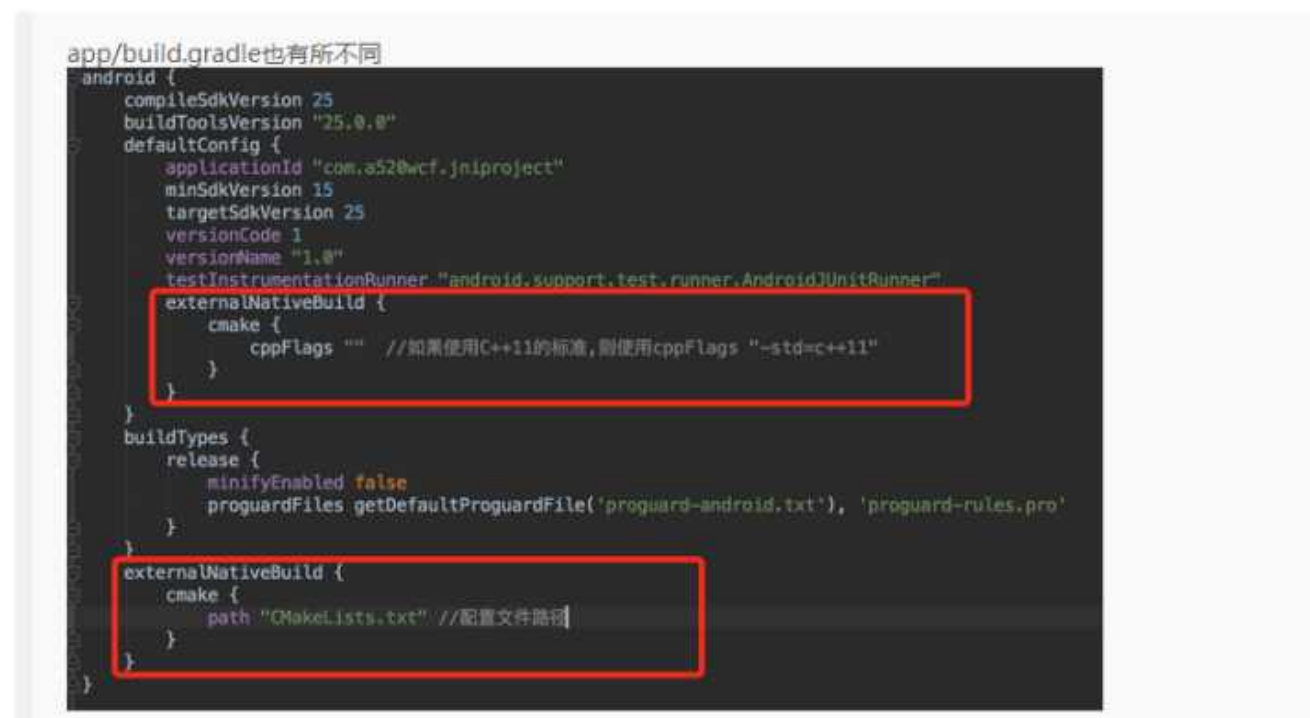 app/build.gradle也有所不同
android {
compileSdkVersion 25
buildToolsVersion "25.0.0"
defaultConfig {
applicationId "com.a520wcf.jniproject"
minSdkVersion 15
targetSdkVersion 25
versionCode 1
versionName "1.0"
testInstrumentationRunner "android.support.test.runner.AndroidJUnitRunner"
externalNativeBuild {
cmake {
cppFlags "" //如果使用C++11的标准,则使用cppFlags "-std=c++11"
}
}
}
buildTypes {
release {
minifyEnabled false
proguardFiles getDefaultProguardFile('proguard-android.txt'), 'proguard-rules.pro'
}
}
externalNativeBuild {
cmake {
path "CMakeLists.txt" //配置文件路径
}
}
}